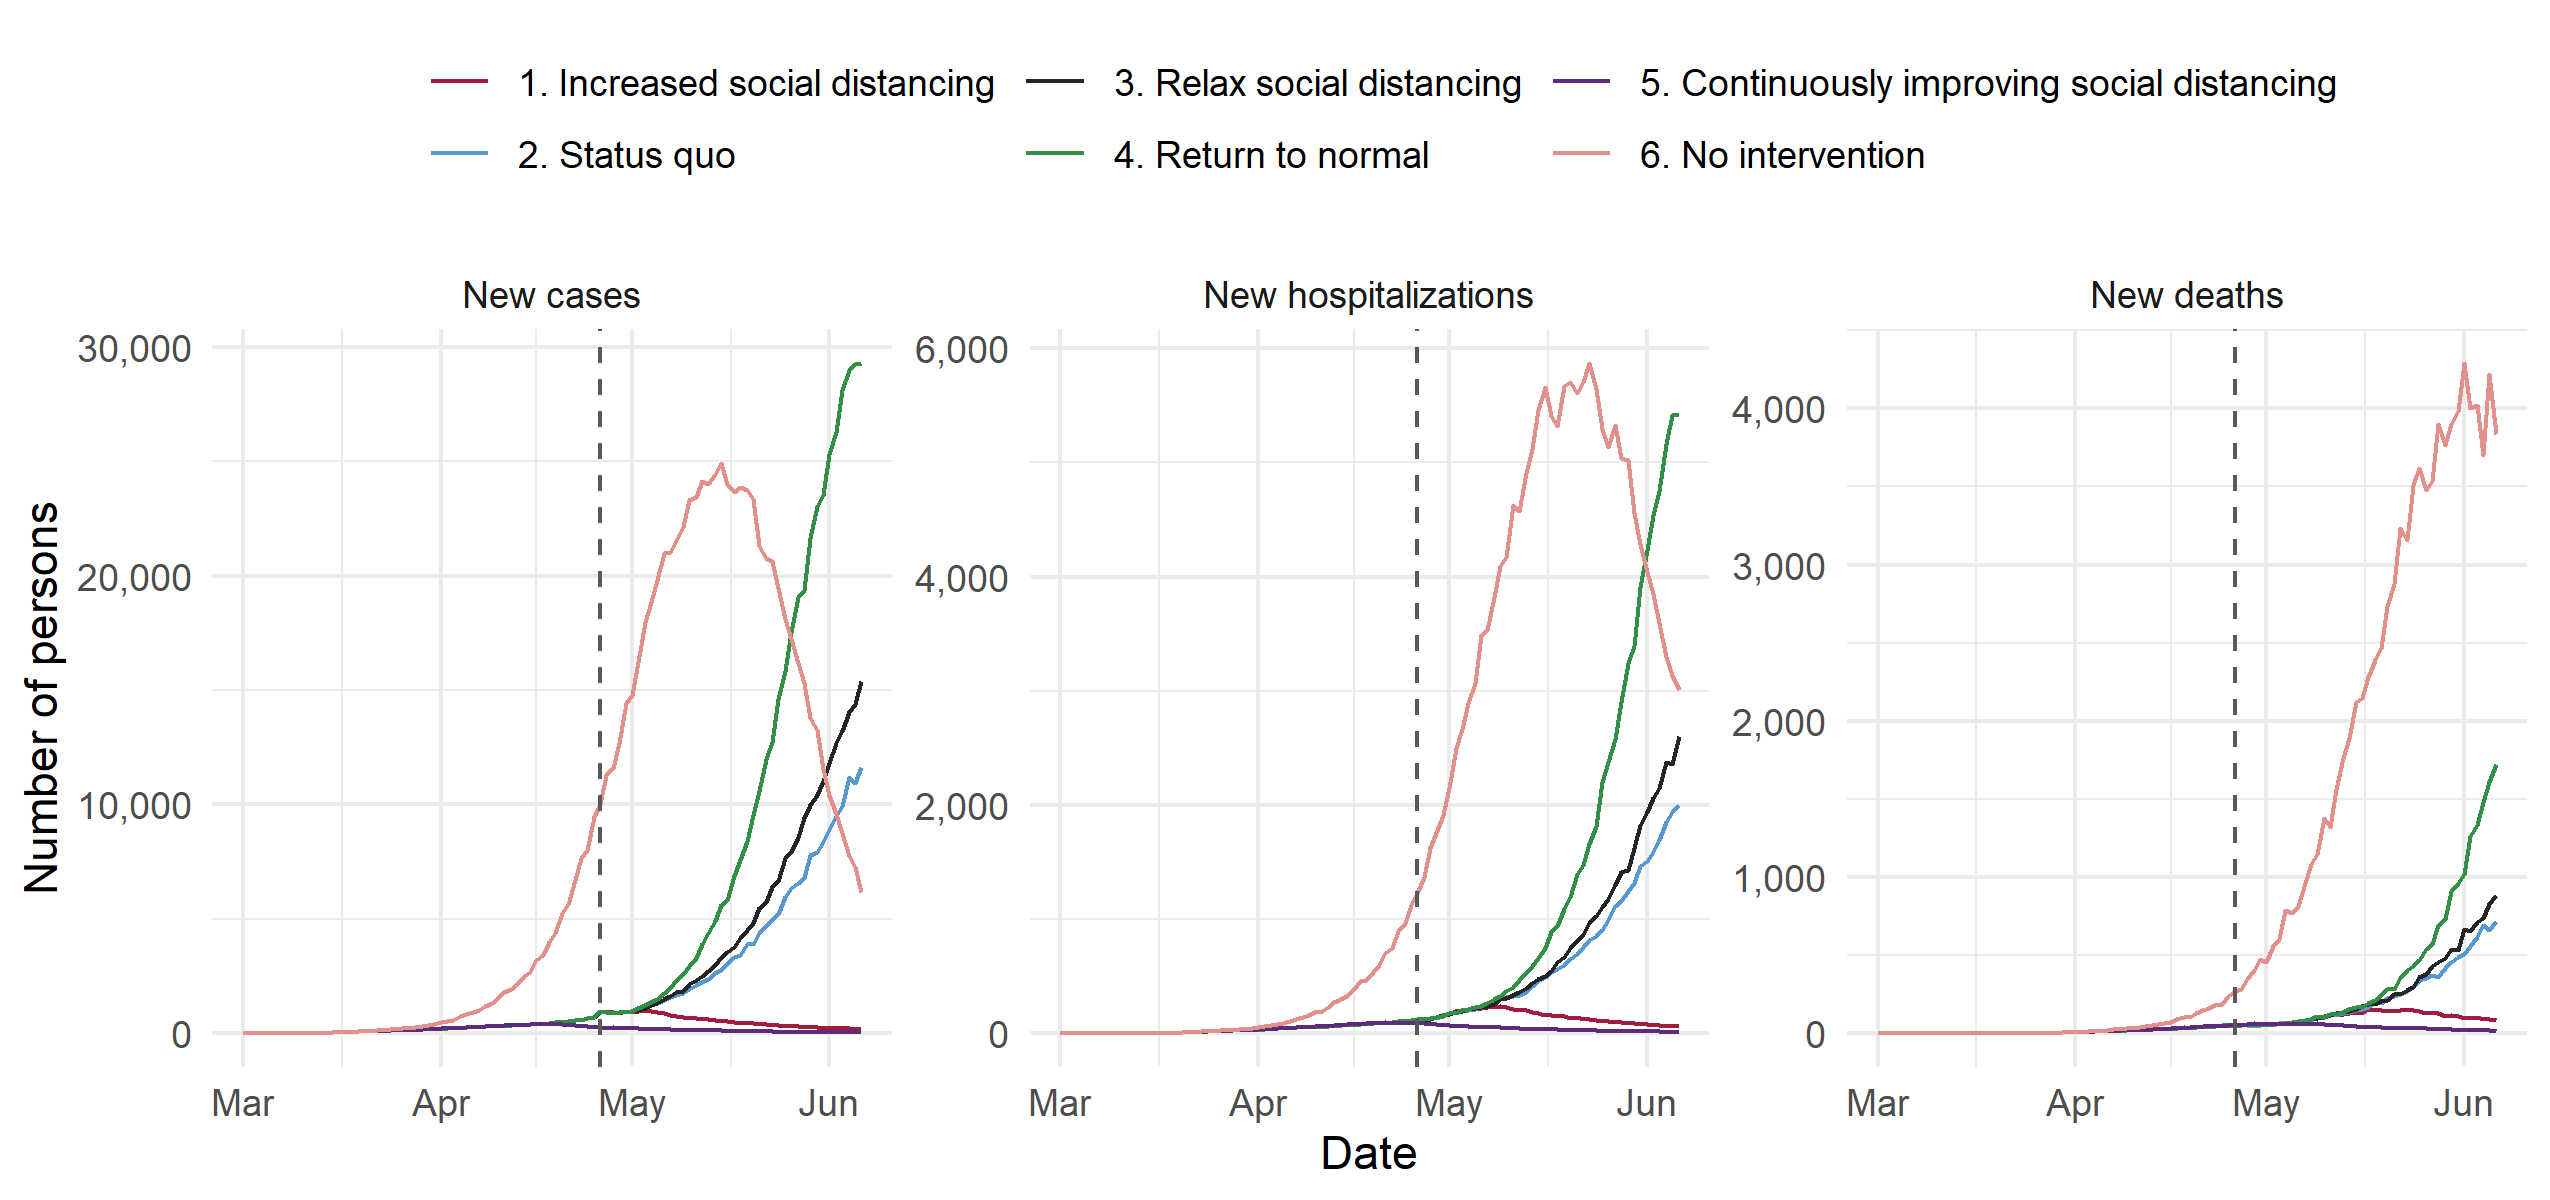 1. Increased social distancing
3. Relax social distancing
5. Continuously improving social distancing
2. Status quo
4. Return to normal
6. No intervention
New cases
New hospitalizations
New deaths
Number of persons
30,000
20,000
10,000
0
6,000
4,000
2,000
0
4,000
3,000
2,000
1,000
0
Mar Apr May Jun
Mar Apr May Jun
Mar Apr May Jun
Date